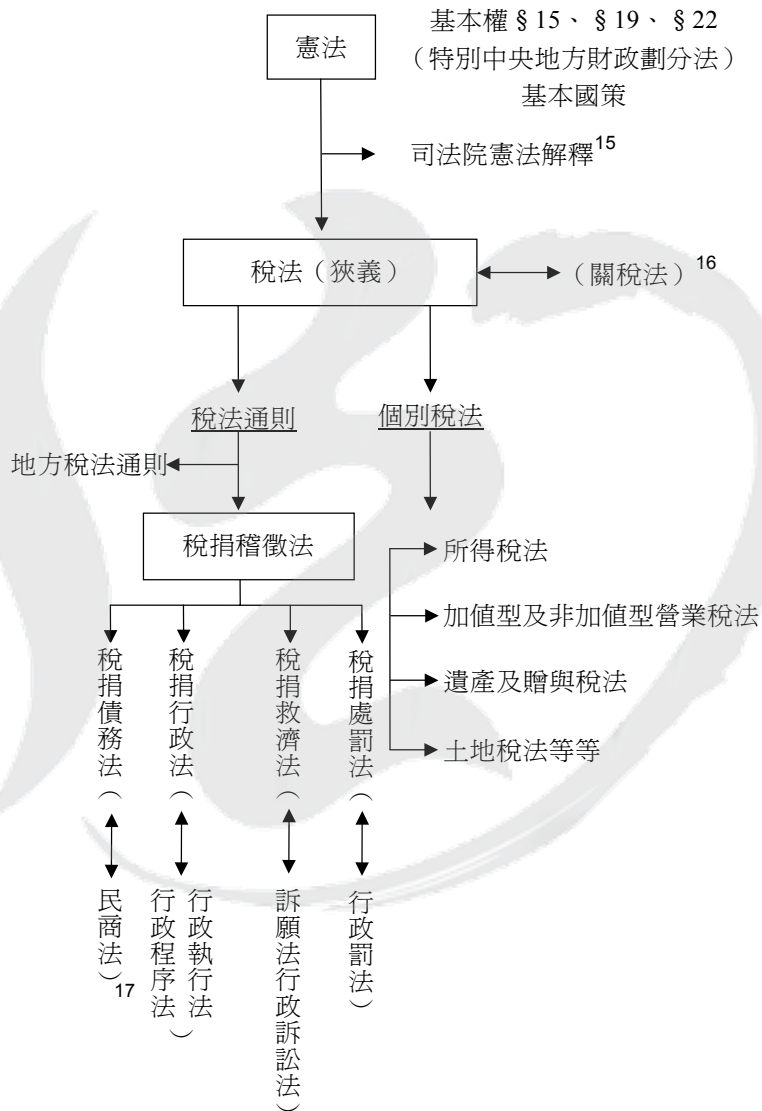 憲法
基本權§15、§19、§22
（特別中央地方財政劃分法）
基本國策
司法院憲法解釋15
稅法（狹義）
（關稅法）16
稅法通則
個別稅法
地方稅法通則
稅捐稽徵法
所得稅法
加值型及非加值型營業稅法
遺產及贈與稅法
土地稅法等等
稅捐債務法（
稅捐行政法（
稅捐救濟法（
稅捐處罰法（
民商法）17
行政執行法
行政程序法）
訴願法行政訴訟法）
行政罰法）